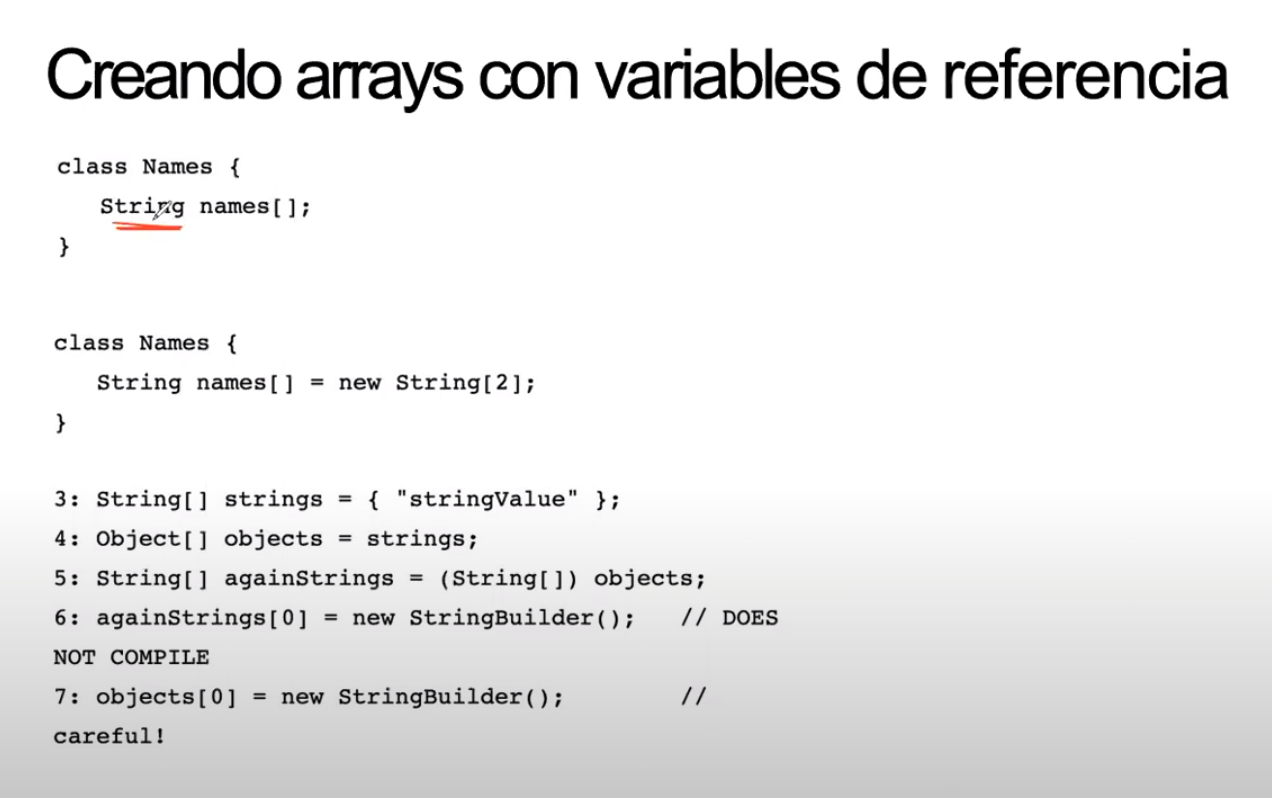 Creando arrays con variables de referencia
class Names {
String names[];
}
class Names {
String names[] = new String[2];
}
3: String[] strings = { "stringValue" };
4: Object[] objects = strings;
5: String[] againStrings = (String[]) objects;
6: againStrings[0] = new StringBuilder(); // DOES
NOT COMPILE
7: objects[0] = new StringBuilder(); //
careful!